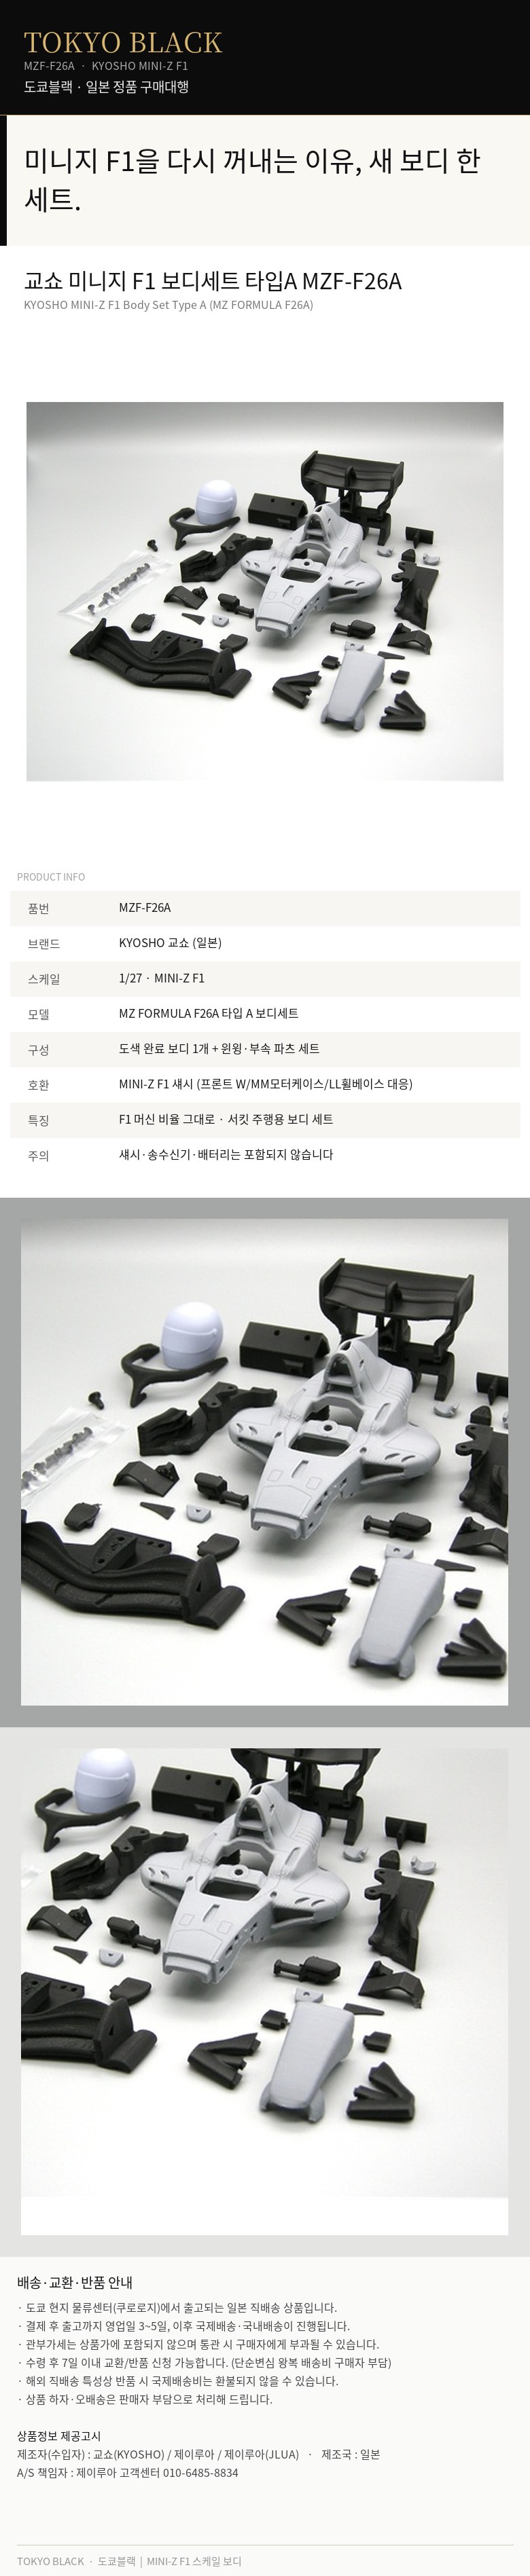 TOKYO BLACK
MZF-F26A · KYOSHO MINI-Z F1
도쿄블랙 · 일본 정품 구매대행
미니지 F1을 다시 꺼내는 이유, 새 보디 한
세트.
교쇼 미니지 F1 보디세트 타입A MZF-F26A
KYOSHO MINI-Z F1 Body Set Type A (MZ FORMULA F26A)
PRODUCT INFO
품번 MZF-F26A
브랜드 KYOSHO 교쇼 (일본)
스케일 1/27 · MINI-Z F1
모델 MZ FORMULA F26A 타입 A 보디세트
구성 도색 완료 보디 1개 + 윈윙·부속 파츠 세트
호환 MINI-Z F1 섀시 (프론트 W/MM모터케이스/LL휠베이스 대응)
특징 F1 머신 비율 그대로 · 서킷 주행용 보디 세트
주의 섀시·송수신기·배터리는 포함되지 않습니다
배송·교환·반품 안내
· 도쿄 현지 물류센터(쿠로로지)에서 출고되는 일본 직배송 상품입니다.
· 결제 후 출고까지 영업일 3~5일, 이후 국제배송·국내배송이 진행됩니다.
· 관부가세는 상품가에 포함되지 않으며 통관 시 구매자에게 부과될 수 있습니다.
· 수령 후 7일 이내 교환/반품 신청 가능합니다. (단순변심 왕복 배송비 구매자 부담)
· 해외 직배송 특성상 반품 시 국제배송비는 환불되지 않을 수 있습니다.
· 상품 하자·오배송은 판매자 부담으로 처리해 드립니다.
상품정보 제공고시
제조자(수입자) : 교쇼(KYOSHO) / 제이루아 / 제이루아(JLUA) · 제조국 : 일본
A/S 책임자 : 제이루아 고객센터 010-6485-8834
TOKYO BLACK · 도쿄블랙 | MINI-Z F1 스케일 보디